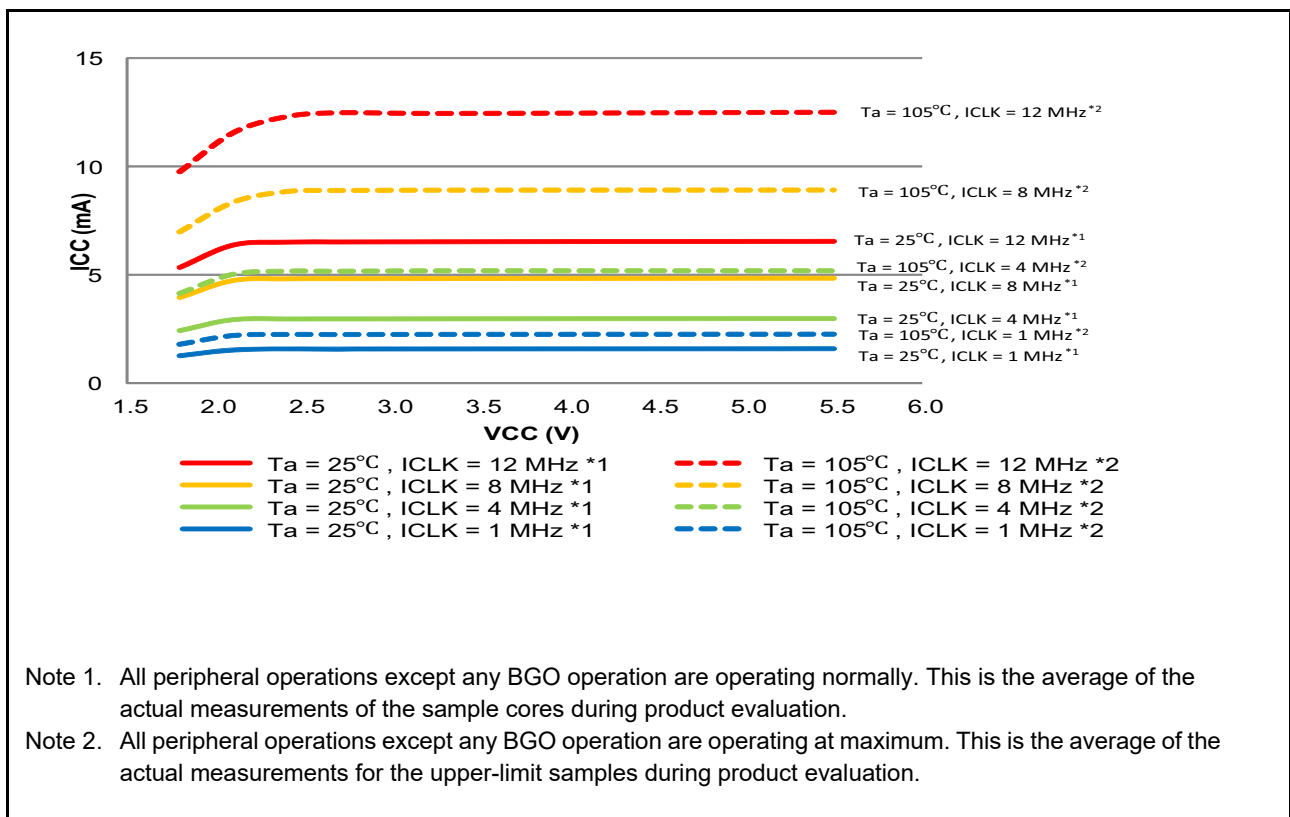 15
10
5
0
ICC (mA)
1.5 2.0 2.5 3.0 3.5 4.0 4.5 5.0 5.5 6.0
VCC (V)
Ta = 105℃ , ICLK = 12 MHz *2
Ta = 105℃ , ICLK = 8 MHz *2
Ta = 25℃ , ICLK = 12 MHz *1
Ta = 105℃ , ICLK = 4 MHz *2
Ta = 25℃ , ICLK = 8 MHz *1
Ta = 25℃ , ICLK = 4 MHz *1
Ta = 105℃ , ICLK = 1 MHz *2
Ta = 25℃ , ICLK = 1 MHz *1
Ta = 25℃ , ICLK = 12 MHz *1 Ta = 105℃ , ICLK = 12 MHz *2
Ta = 25℃ , ICLK = 8 MHz *1 Ta = 105℃ , ICLK = 8 MHz *2
Ta = 25℃ , ICLK = 4 MHz *1 Ta = 105℃ , ICLK = 4 MHz *2
Ta = 25℃ , ICLK = 1 MHz *1 Ta = 105℃ , ICLK = 1 MHz *2
Note 1. All peripheral operations except any BGO operation are operating normally. This is the average of the
actual measurements of the sample cores during product evaluation.
Note 2. All peripheral operations except any BGO operation are operating at maximum. This is the average of the
actual measurements for the upper-limit samples during product evaluation.